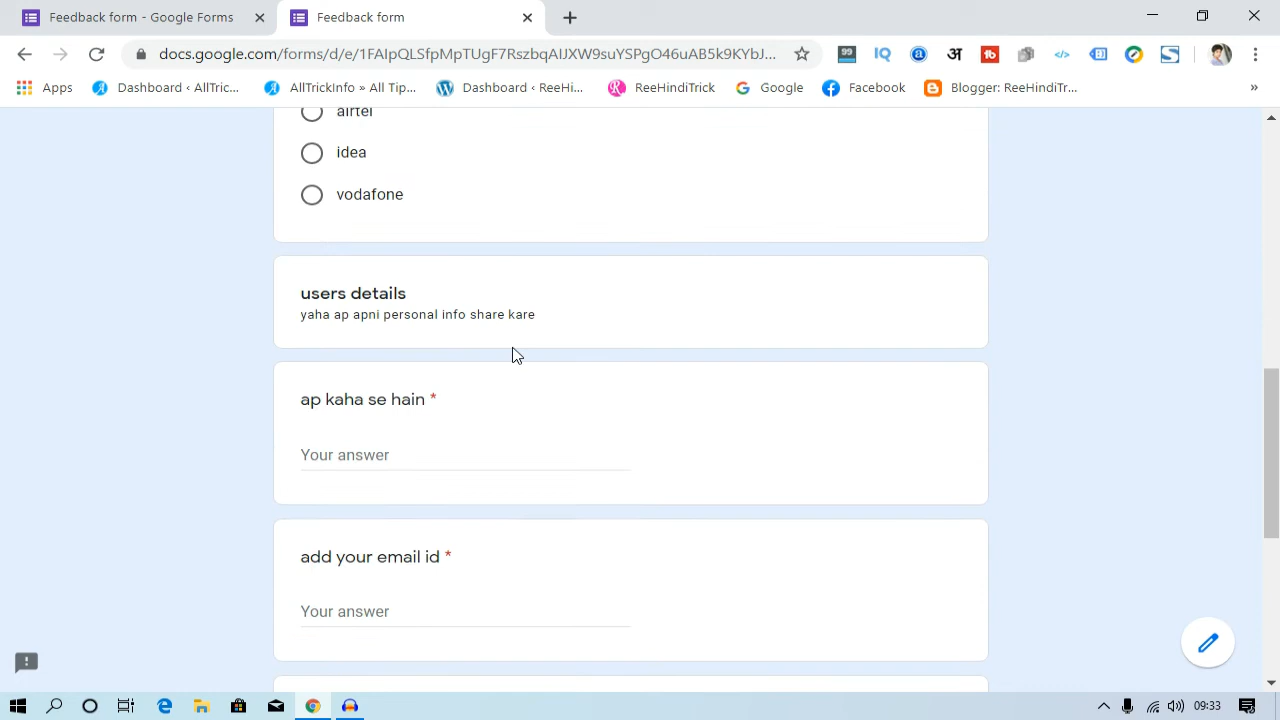 Feedback form - Google Forms
Feedback form
docs.google.com/forms/d/e/1FAIpQLSfpMpTUgF7RszbgAIJXW9suYSPgO46uAB5k9KYbJ...
Apps
Dashboard ‹ AllTric...
AllTrickInfo » All Tip...
Dashboard ‹ ReeHi...
ReeHindiTrick
Google
Facebook
Blogger: ReeHindiTr...
»
airtel
idea
vodafone
users details
yaha ap apni personal info share kare
ap kaha se hain *
Your answer
add your email id *
Your answer
09:33